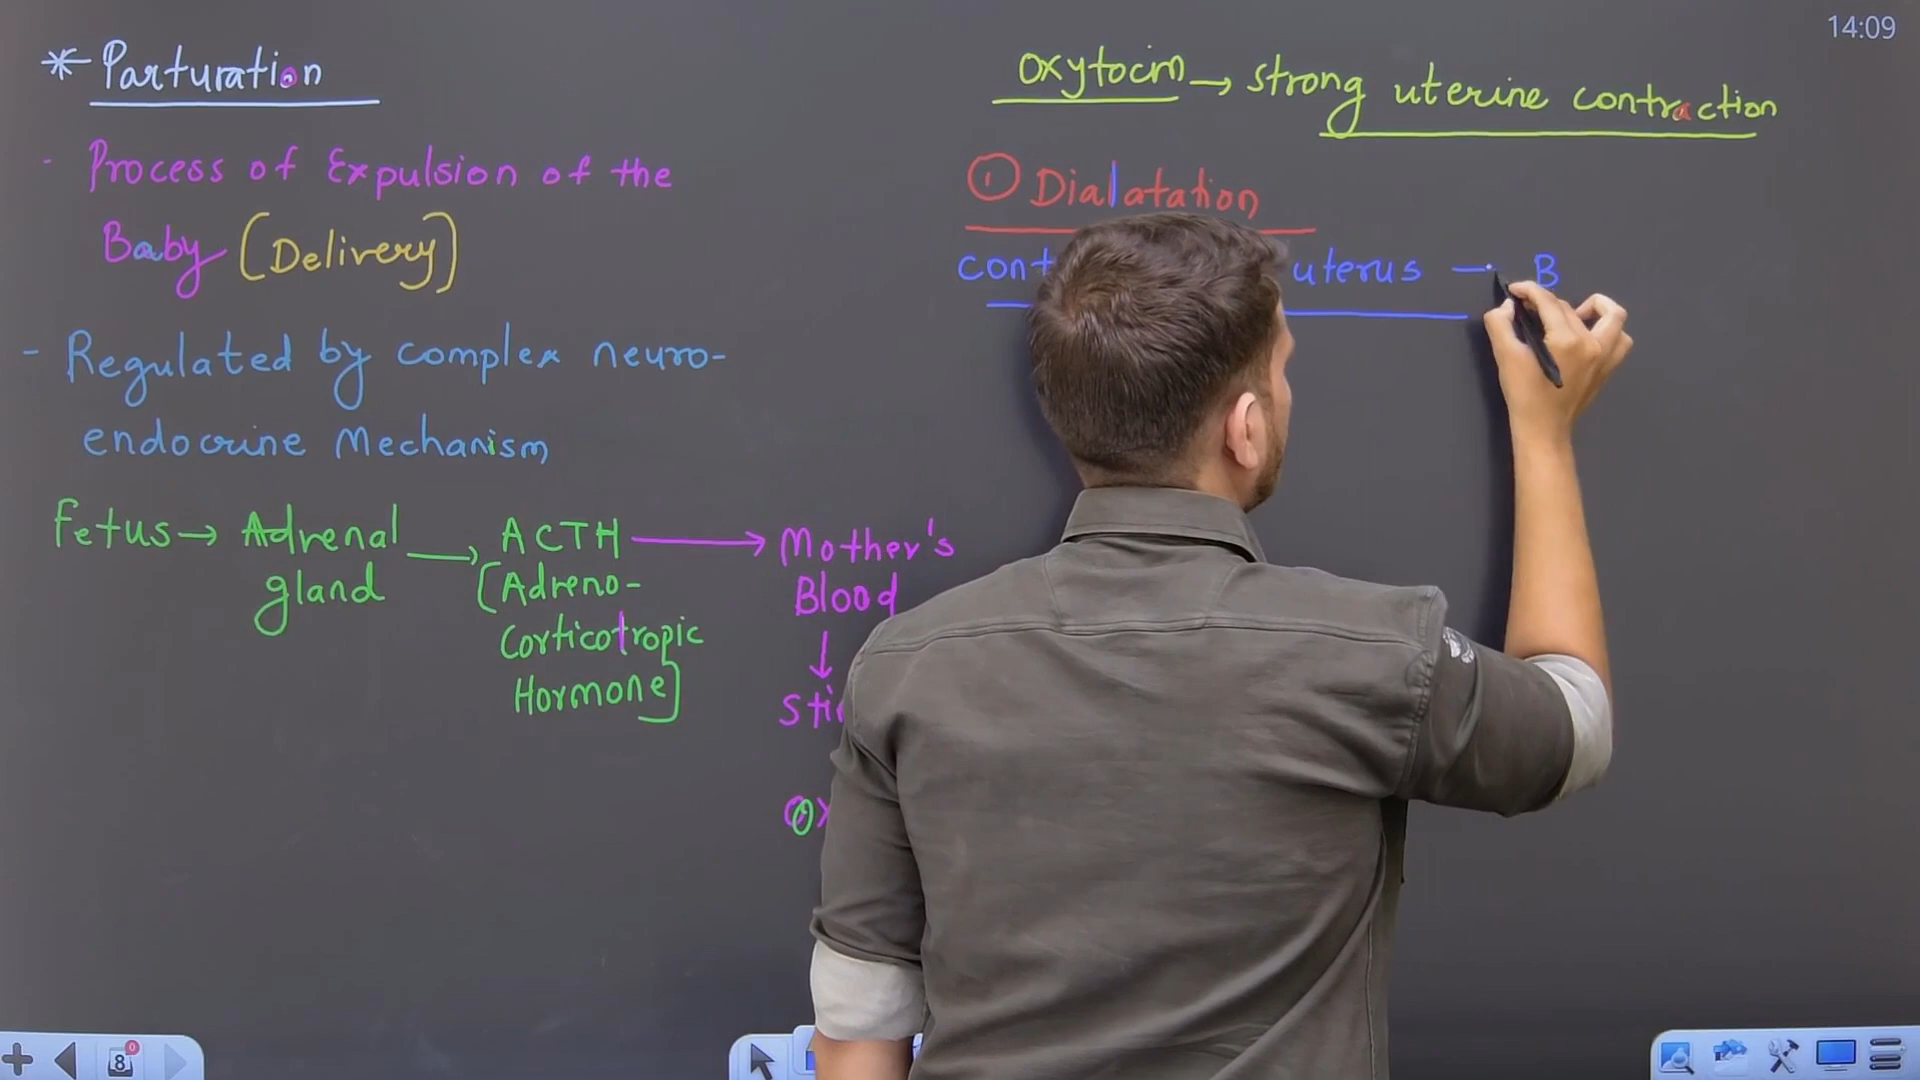 * Parturation
- Process of Expulsion of the
Baby (Delivery)
- Regulated by complex neuro-
endocrine Mechanism
Fetus → Adrenal gland → ACTH → Mother's
[Adreno-
Corticotropic
Hormone]
Blood
↓
14:09
oxytocin → strong uterine contraction
① Dialatation
uterus → B
8
0